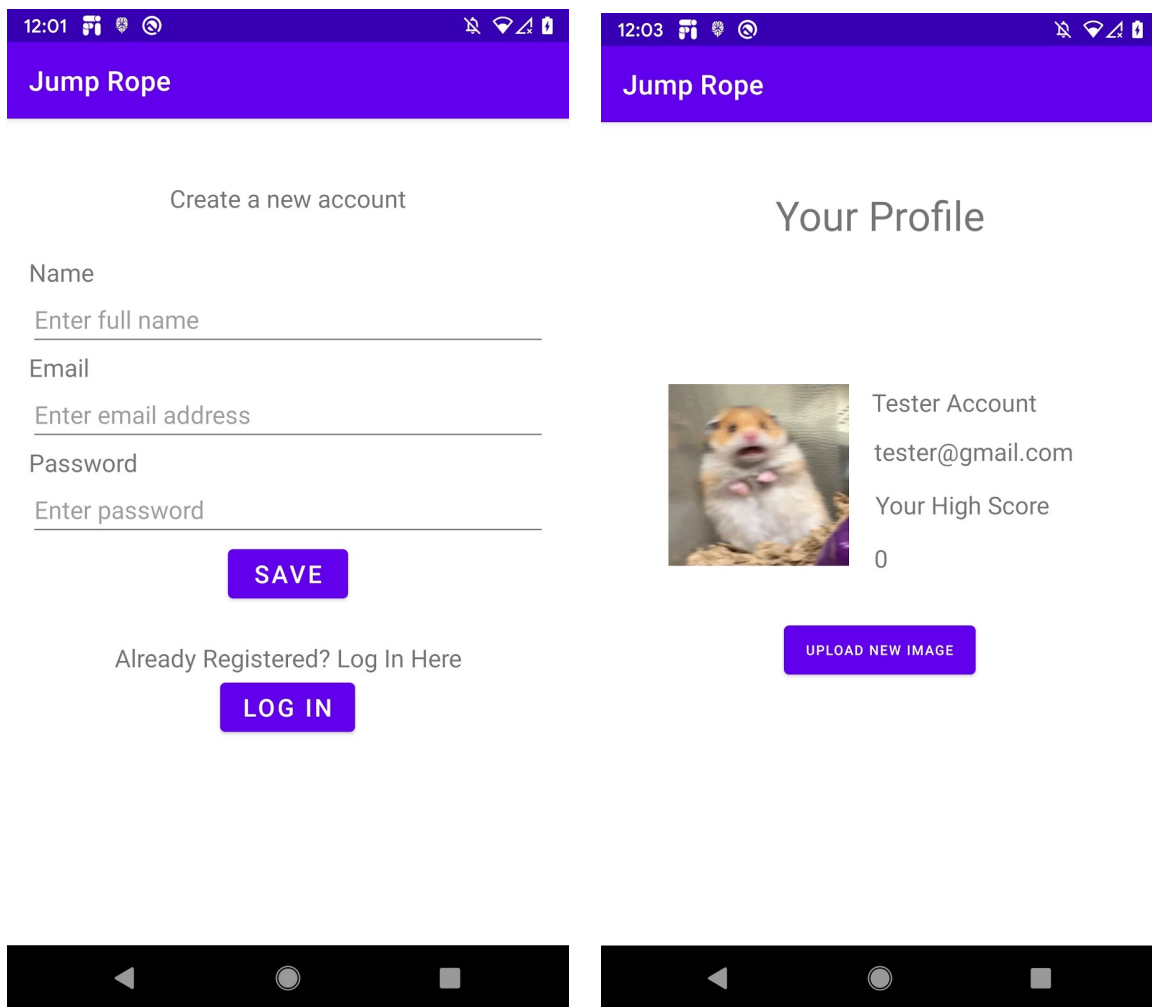 12:01
Jump Rope
Create a new account
Name
Enter full name
Email
Enter email address
Password
Enter password
SAVE
Already Registered? Log In Here
LOG IN
12:03
Jump Rope
Your Profile
Tester Account
tester@gmail.com
Your High Score
0
UPLOAD NEW IMAGE